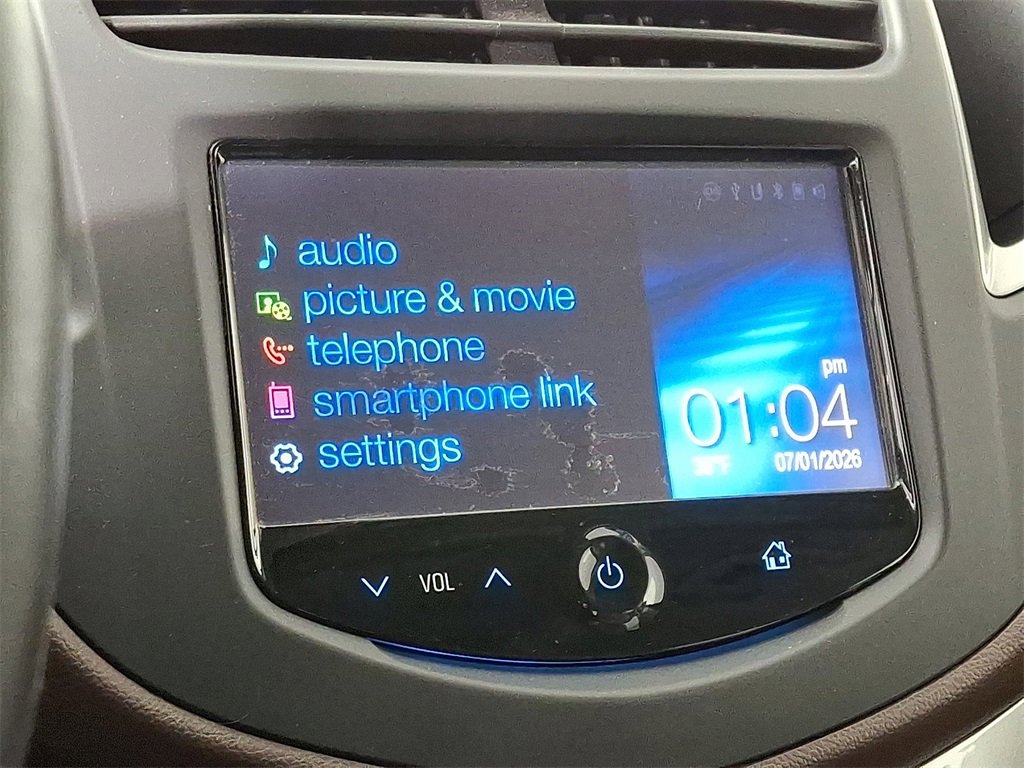 audio
picture & movie
telephone
smartphone link
settings
pm
01:04
07/01/2026
VOL